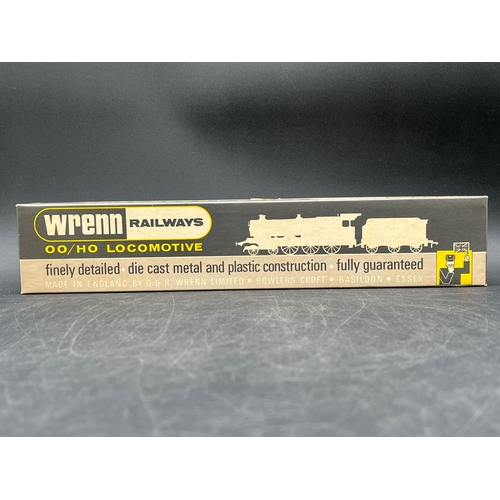 wrenn RAILWAYS
OO/HO LOCOMOTIVE
finely detailed · die cast metal and plastic construction · fully guaranteed
MADE IN ENGLAND BY G & R WRENN LIMITED · BOWLERS CROFT · BASILDON · ESSEX